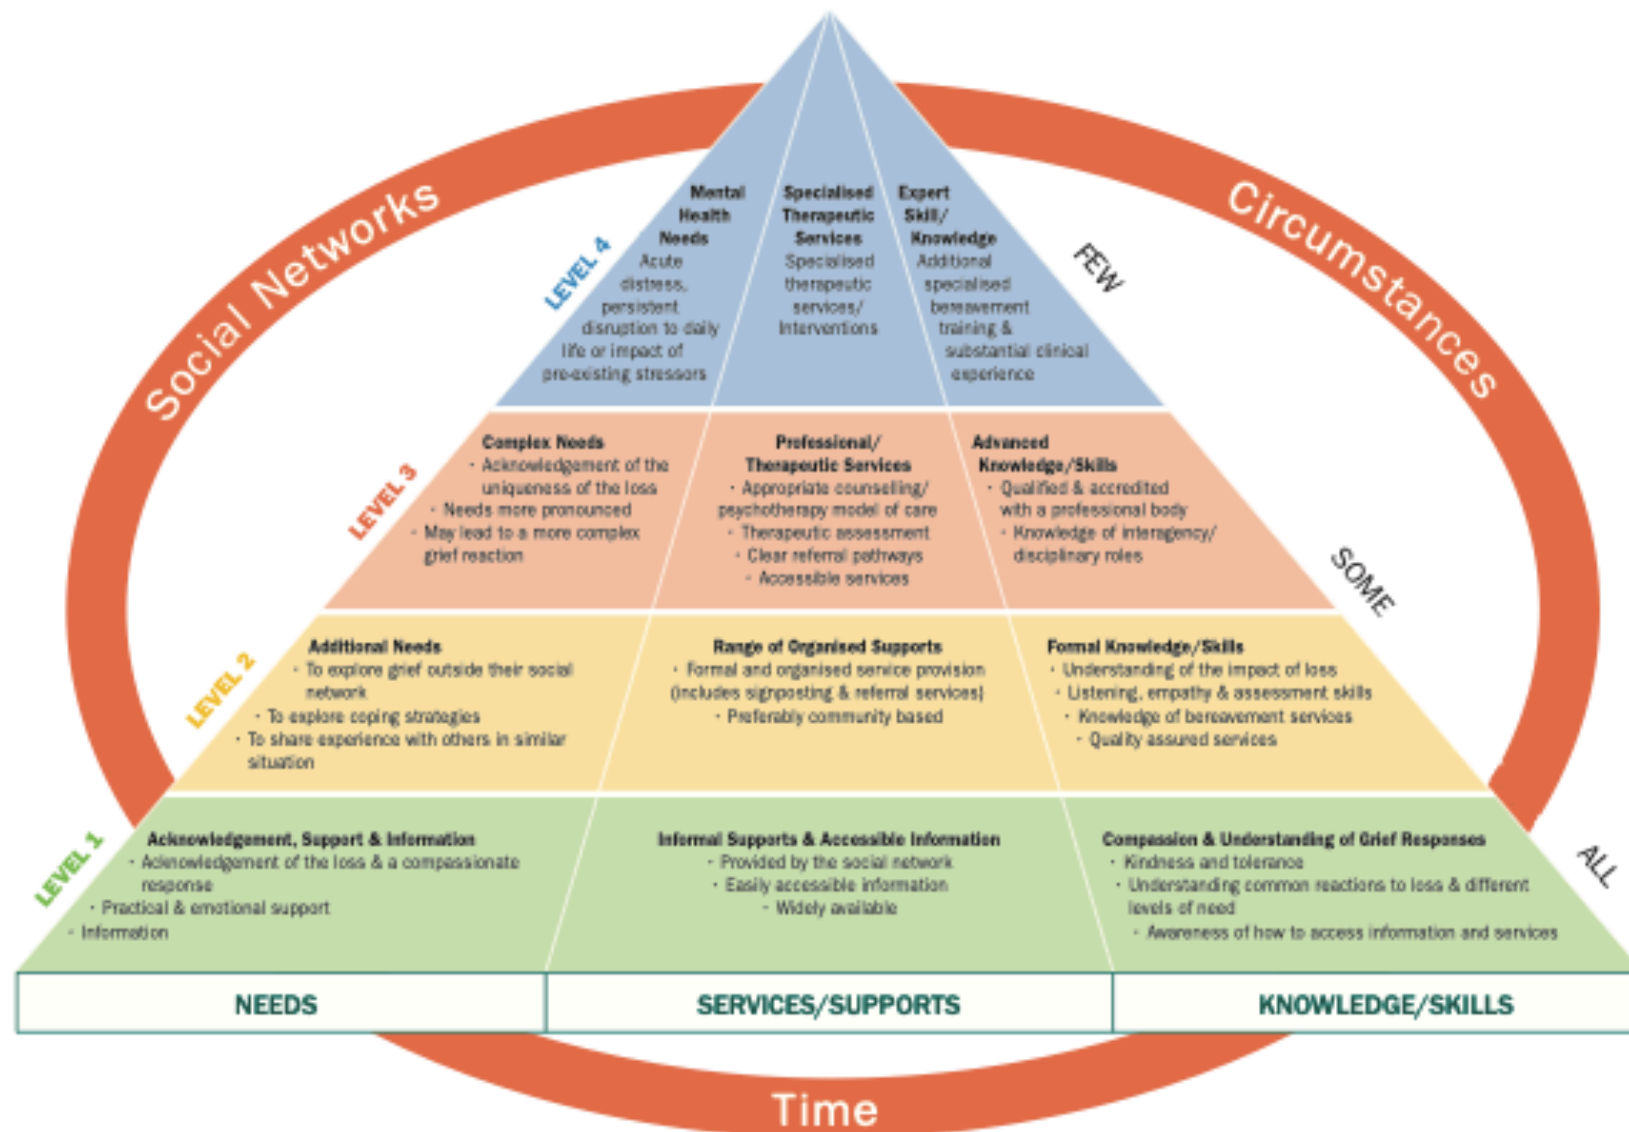 Social Networks
Circumstances
LEVEL 4
Mental
Health
Needs
Acute
distress,
persistent
disruption to daily
life or impact of
pre-existing stressors
Specialised
Therapeutic
Services
Specialised
therapeutic
services/
Interventions
Expert
Skill/
Knowledge
Additional
specialised
bereavement
training &
substantial clinical
experience
FEW
LEVEL 3
Complex Needs
· Acknowledgement of the
uniqueness of the loss
· Needs more pronounced
· May lead to a more complex
grief reaction
Professional/
Therapeutic Services
· Appropriate counselling/
psychotherapy model of care
· Therapeutic assessment
· Clear referral pathways
· Accessible services
Advanced
Knowledge/Skills
· Qualified & accredited
with a professional body
· Knowledge of interagency/
disciplinary roles
SOME
LEVEL 2
Additional Needs
· To explore grief outside their social
network
· To explore coping strategies
· To share experience with others in similar
situation
Range of Organised Supports
· Formal and organised service provision
(includes signposting & referral services)
· Preferably community based
Formal Knowledge/Skills
· Understanding of the impact of loss
· Listening, empathy & assessment skills
· Knowledge of bereavement services
· Quality assured services
LEVEL 1
Acknowledgement, Support & Information
· Acknowledgement of the loss & a compassionate
response
· Practical & emotional support
· Information
Informal Supports & Accessible Information
· Provided by the social network
· Easily accessible information
· Widely available
Compassion & Understanding of Grief Responses
· Kindness and tolerance
· Understanding common reactions to loss & different
levels of need
· Awareness of how to access information and services
ALL
NEEDS
SERVICES/SUPPORTS
KNOWLEDGE/SKILLS
Time